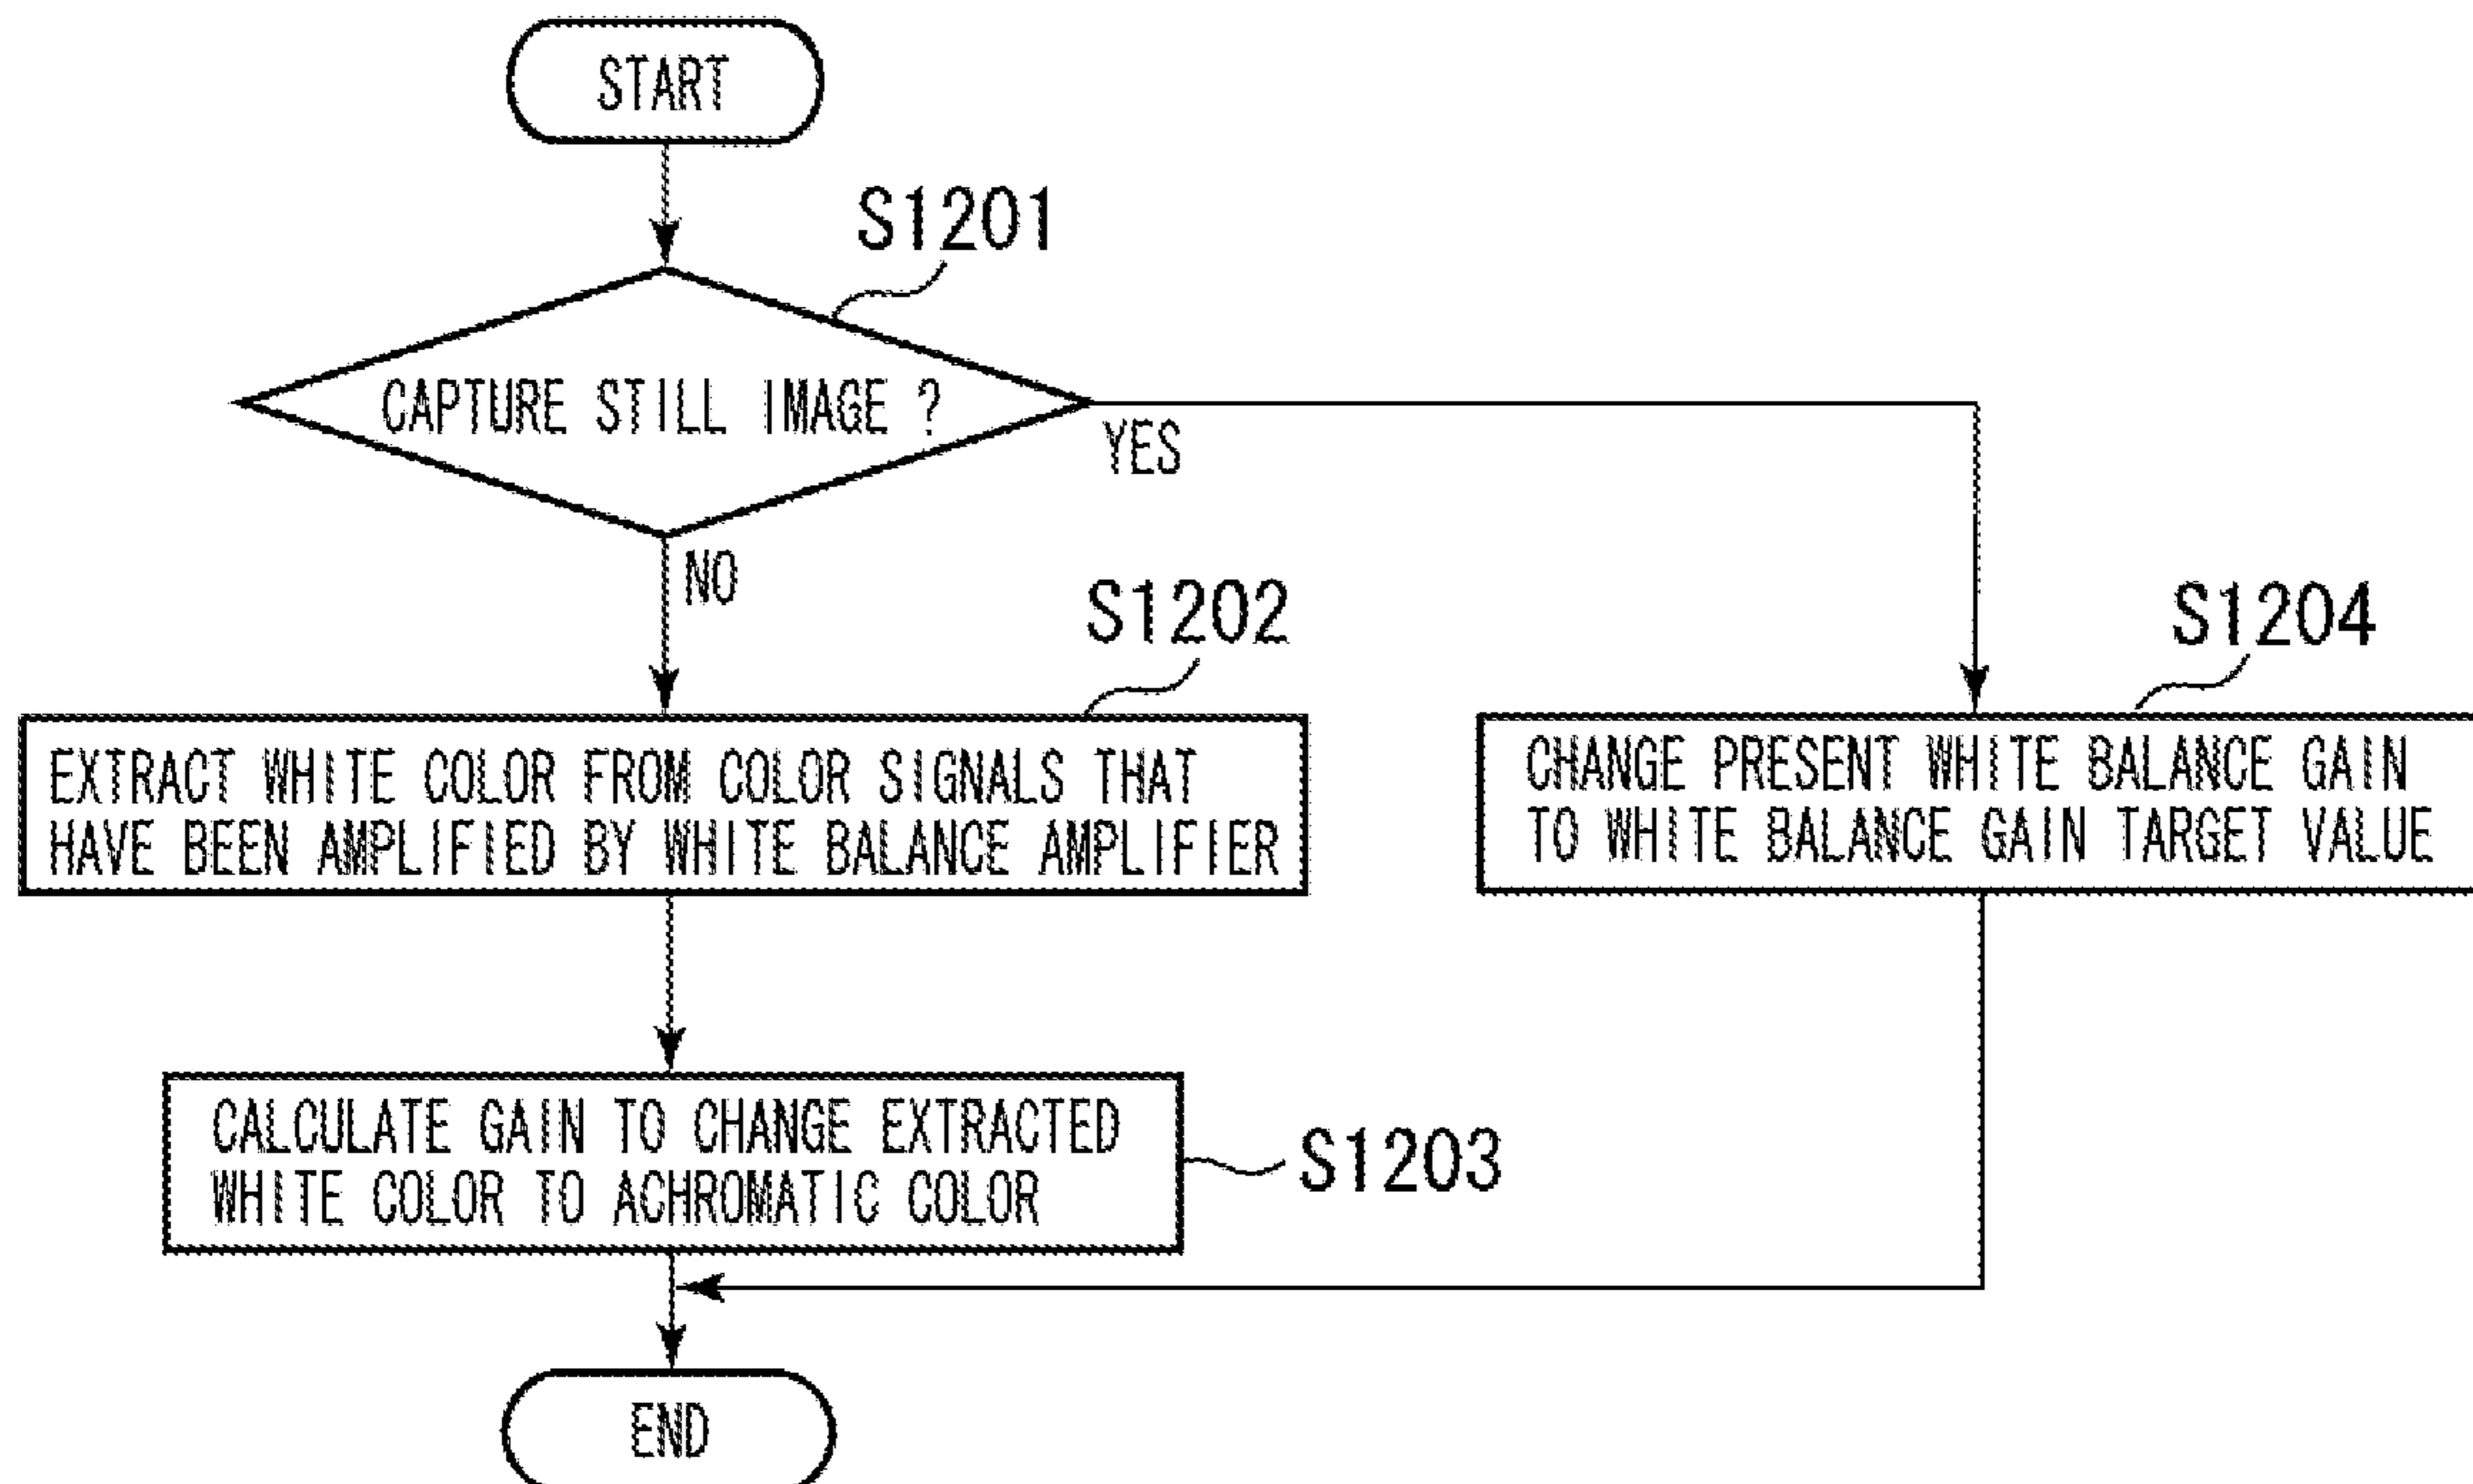 START
S1201
CAPTURE STILL IMAGE ?
YES
NO
S1202
S1204
EXTRACT WHITE COLOR FROM COLOR SIGNALS THAT
HAVE BEEN AMPLIFIED BY WHITE BALANCE AMPLIFIER
CHANGE PRESENT WHITE BALANCE GAIN
TO WHITE BALANCE GAIN TARGET VALUE
CALCULATE GAIN TO CHANGE EXTRACTED
WHITE COLOR TO ACHROMATIC COLOR
S1203
END